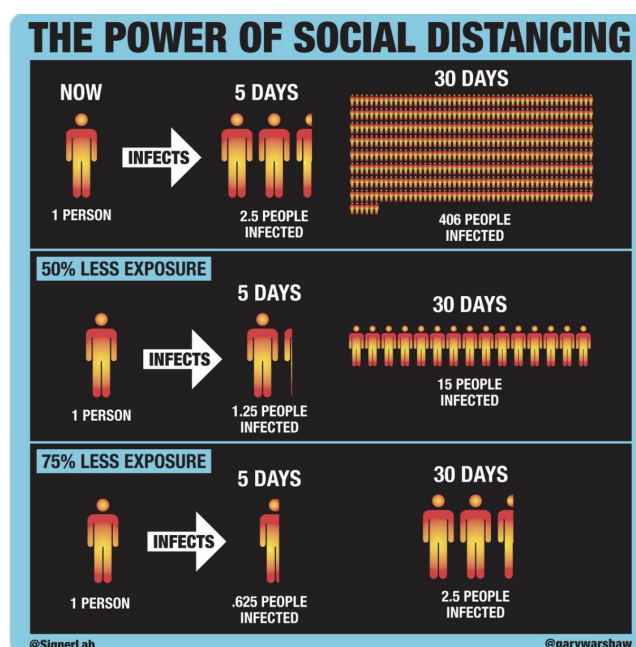 THE POWER OF SOCIAL DISTANCING
NOW
5 DAYS
30 DAYS
INFECTS
1 PERSON
2.5 PEOPLE
INFECTED
406 PEOPLE
INFECTED
50% LESS EXPOSURE
5 DAYS
30 DAYS
INFECTS
1 PERSON
1.25 PEOPLE
INFECTED
15 PEOPLE
INFECTED
75% LESS EXPOSURE
5 DAYS
30 DAYS
INFECTS
1 PERSON
.625 PEOPLE
INFECTED
2.5 PEOPLE
INFECTED
@SignerLab
@garywarshaw